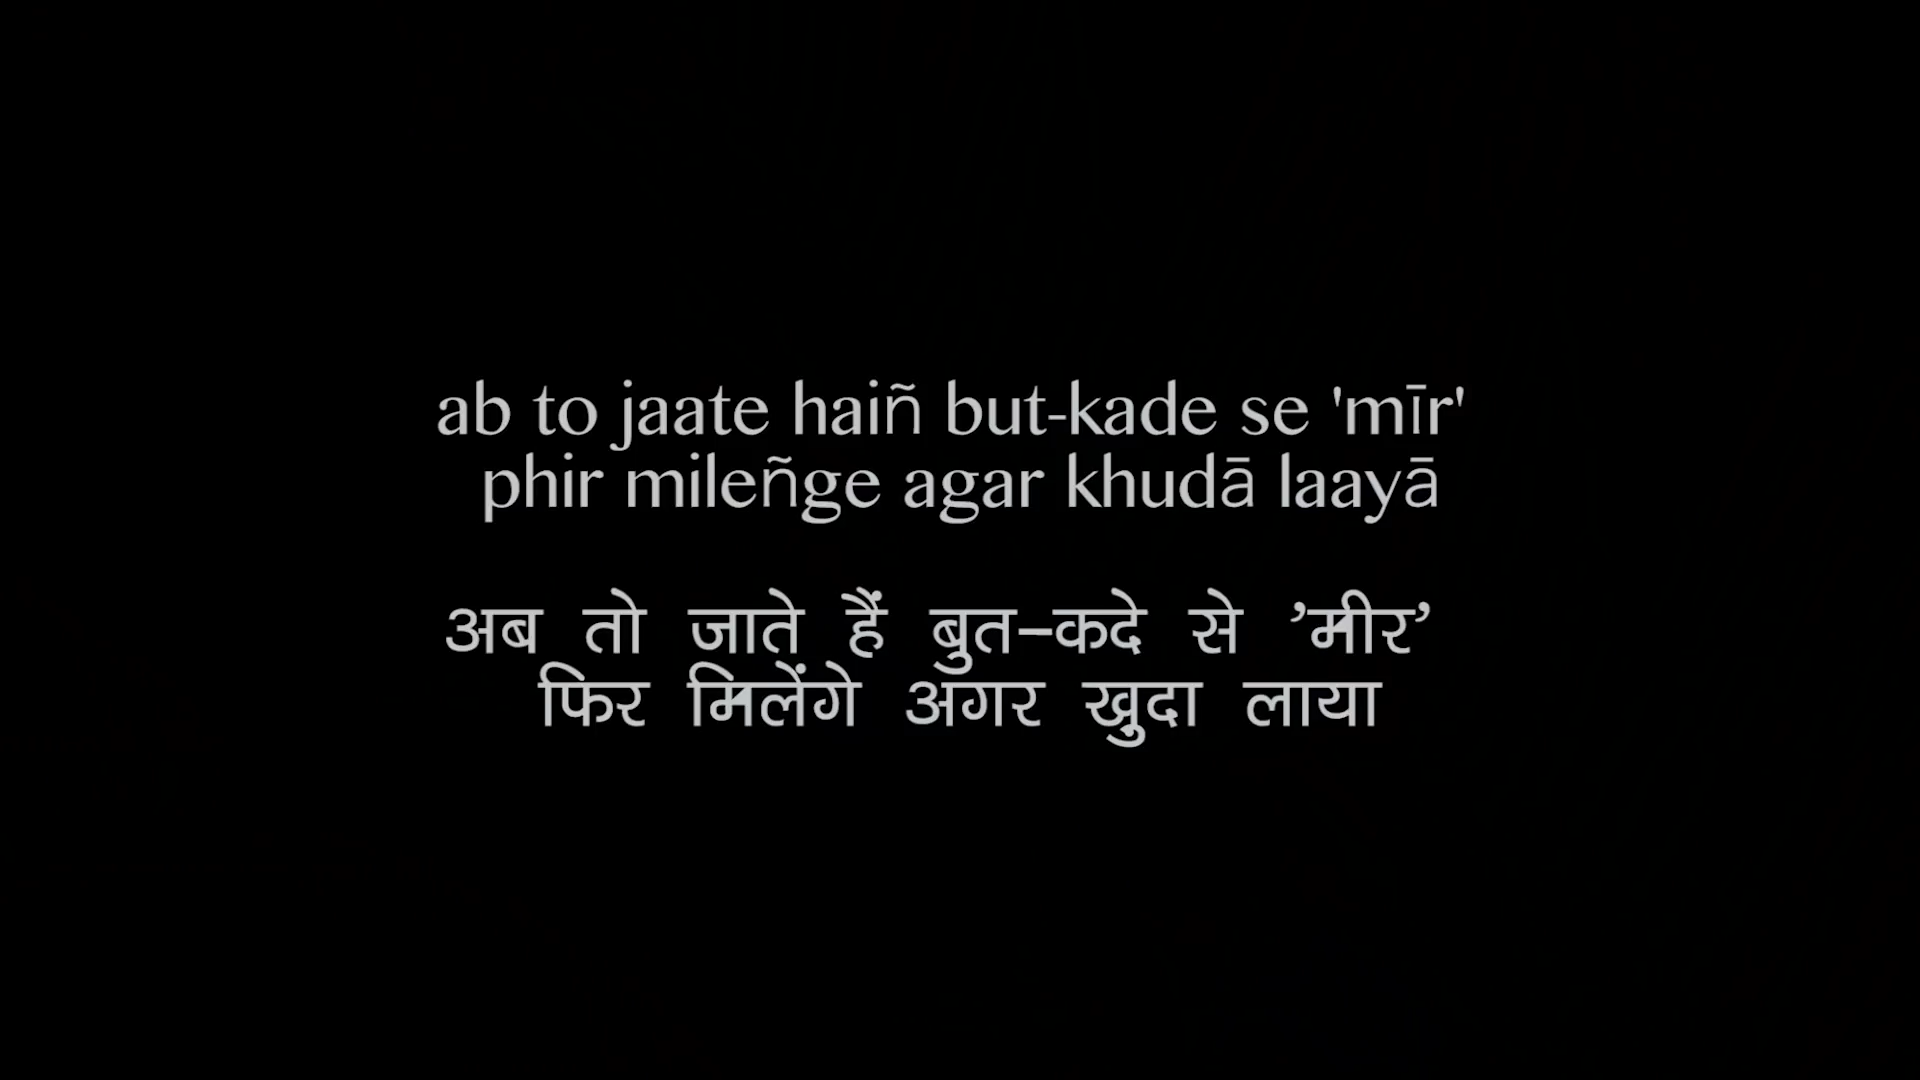 ab to jaate haiñ but-kade se 'mīr'
phir mileñge agar khudā laayā
अब तो जाते हैं बुत-कदे से ’मीर’
फिर मिलेंगे अगर खुदा लाया